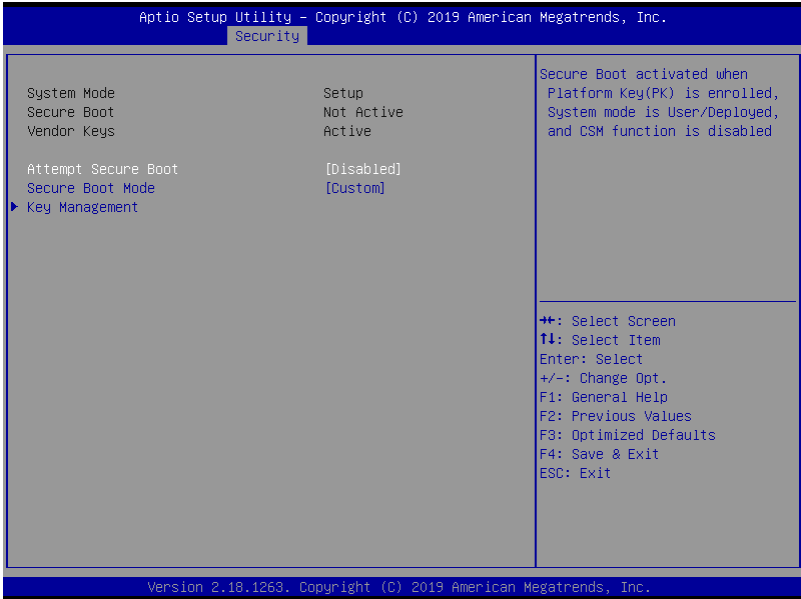 Aptio Setup Utility – Copyright (C) 2019 American Megatrends, Inc.
Security
System Mode Setup
Secure Boot Not Active
Vendor Keys Active
Attempt Secure Boot [Disabled]
Secure Boot Mode [Custom]
▶ Key Management
Secure Boot activated when
Platform Key(PK) is enrolled,
System mode is User/Deployed,
and CSM function is disabled
→←: Select Screen
↑↓: Select Item
Enter: Select
+/-: Change Opt.
F1: General Help
F2: Previous Values
F3: Optimized Defaults
F4: Save & Exit
ESC: Exit
Version 2.18.1263. Copyright (C) 2019 American Megatrends, Inc.